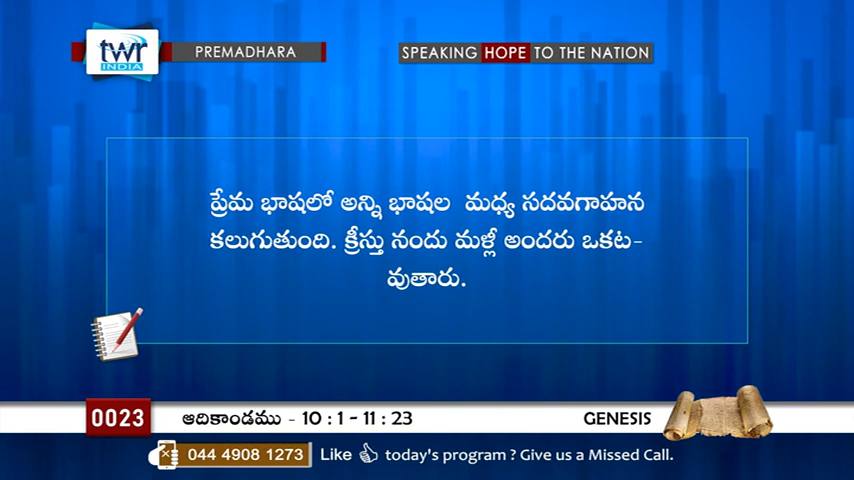 twr
INDIA
PREMADHARA
SPEAKING HOPE TO THE NATION
ప్రేమ భాషలో అన్ని భాషల మధ్య సదవగాహన
కలుగుతుంది. క్రీస్తు నందు మళ్లీ అందరు ఒకట-
వుతారు.
0023 ఆదికాండము - 10 : 1 - 11 : 23 GENESIS
044 4908 1273 Like today's program ? Give us a Missed Call.